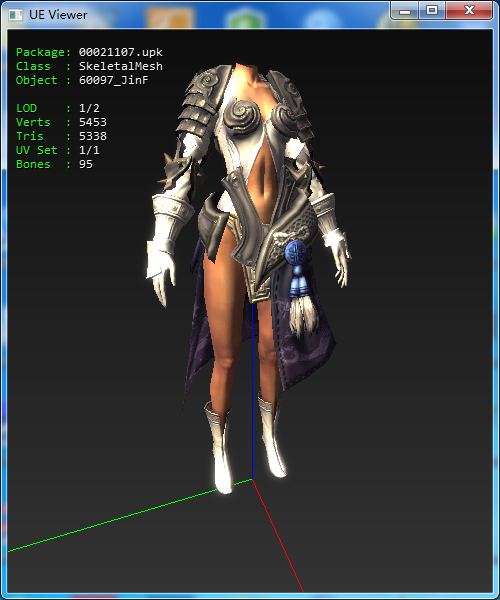 UE Viewer
Package: 00021107.upk
Class : SkeletalMesh
Object : 60097_JinF
LOD : 1/2
Verts : 5453
Tris : 5338
UV Set : 1/1
Bones : 95